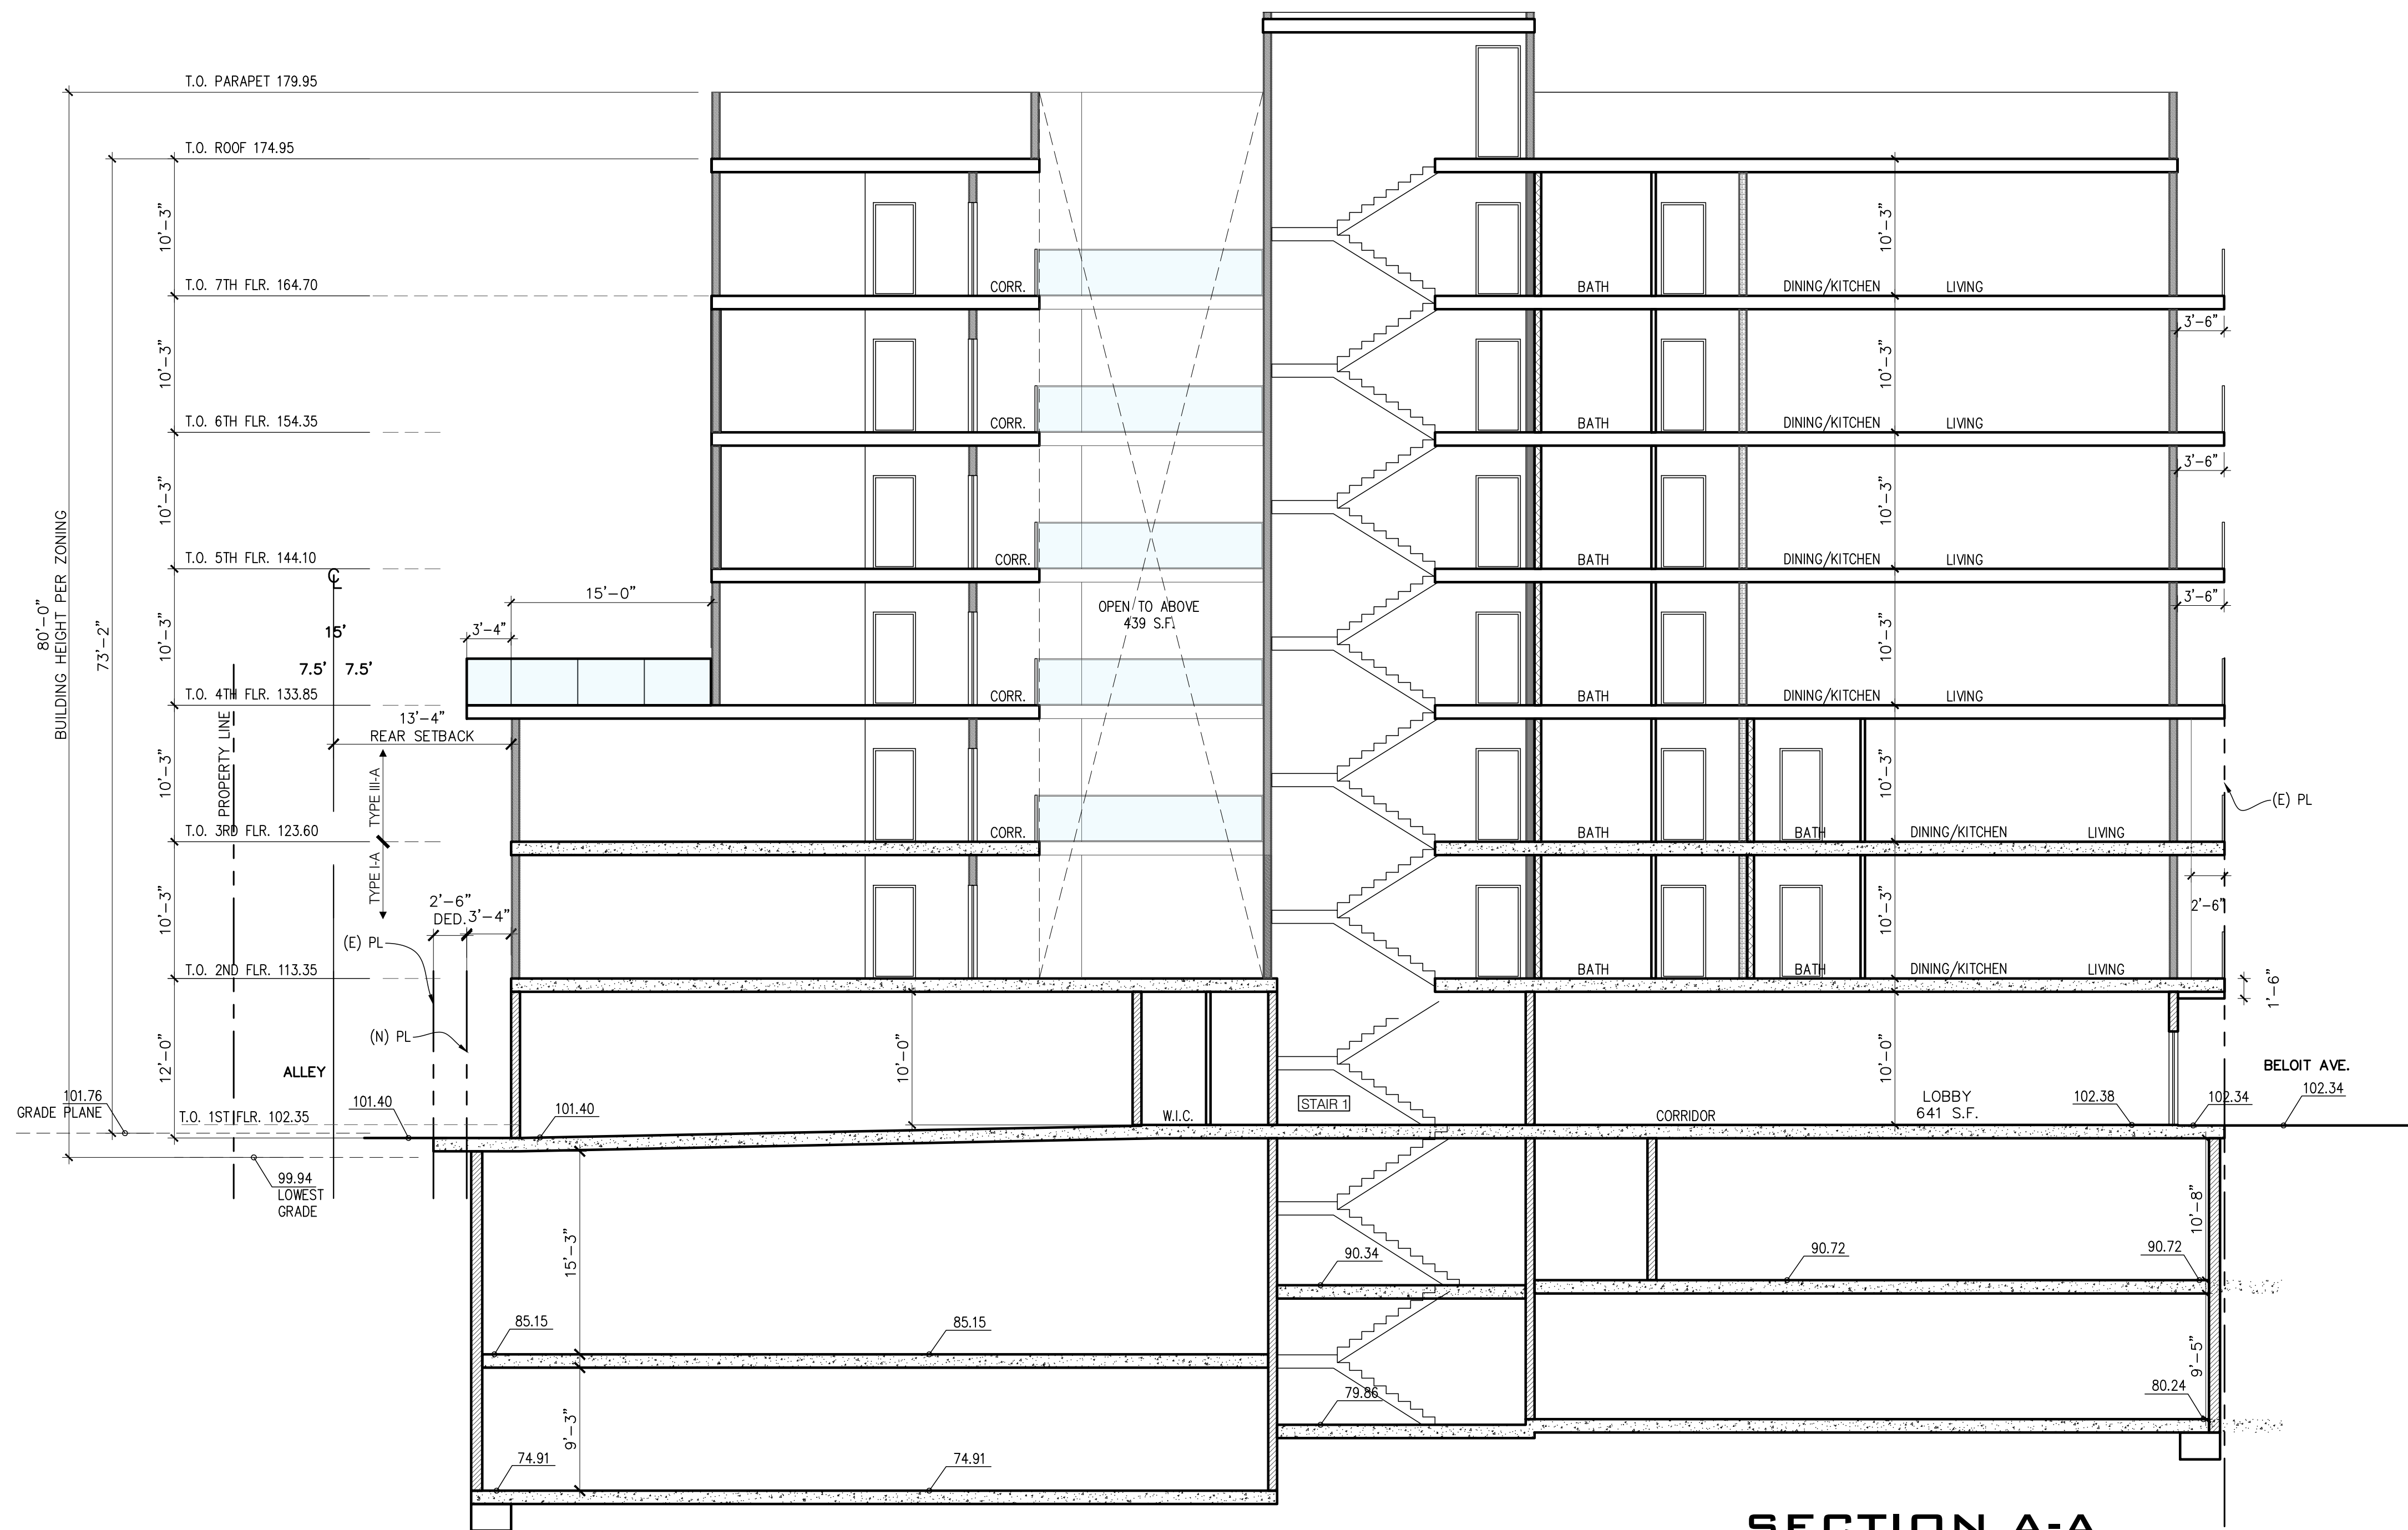 T.O. PARAPET 179.95
T.O. ROOF 174.95
10'-3"
10'-3"
T.O. 7TH FLR. 164.70
CORR.
BATH
DINING/KITCHEN
LIVING
3'-6"
10'-3"
10'-3"
T.O. 6TH FLR. 154.35
CORR.
BATH
DINING/KITCHEN
LIVING
3'-6"
10'-3"
10'-3"
80'-0"
BUILDING HEIGHT PER ZONING
T.O. 5TH FLR. 144.10
CORR.
BATH
DINING/KITCHEN
LIVING
3'-6"
C
L
15'-0"
OPEN TO ABOVE
439 S.F.
73'-2"
10'-3"
15'
3'-4"
10'-3"
7.5'
7.5'
T.O. 4TH FLR. 133.85
CORR.
BATH
DINING/KITCHEN
LIVING
13'-4"
REAR SETBACK
PROPERTY LINE
10'-3"
TYPE III-A
10'-3"
(E) PL
T.O. 3RD FLR. 123.60
CORR.
BATH
BATH
DINING/KITCHEN
LIVING
TYPE I-A
10'-3"
2'-6"
DED.
3'-4"
10'-3"
2'-6"
(E) PL
T.O. 2ND FLR. 113.35
BATH
BATH
DINING/KITCHEN
LIVING
1'-6"
(N) PL
12'-0"
10'-0"
10'-0"
ALLEY
BELOIT AVE.
101.76
GRADE PLANE
T.O. 1ST FLR. 102.35
101.40
101.40
W.I.C.
STAIR 1
CORRIDOR
LOBBY
641 S.F.
102.38
102.34
102.34
99.94
LOWEST
GRADE
15'-3"
10'-8"
90.34
90.72
90.72
85.15
85.15
9'-5"
79.86
80.24
9'-3"
74.91
74.91
SECTION A-A